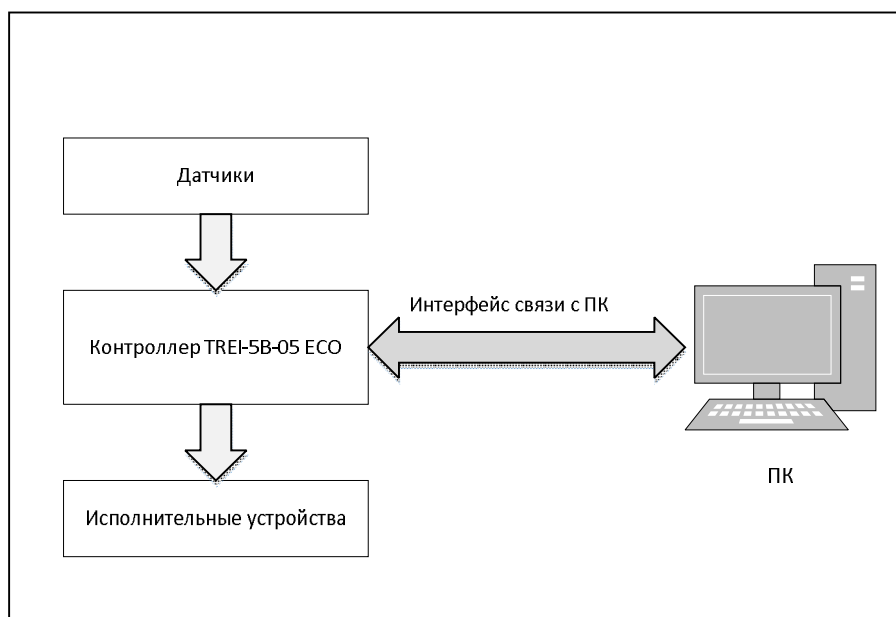 Датчики
Интерфейс связи с ПК
Контроллер TREI-5B-05 ECO
ПК
Исполнительные устройства